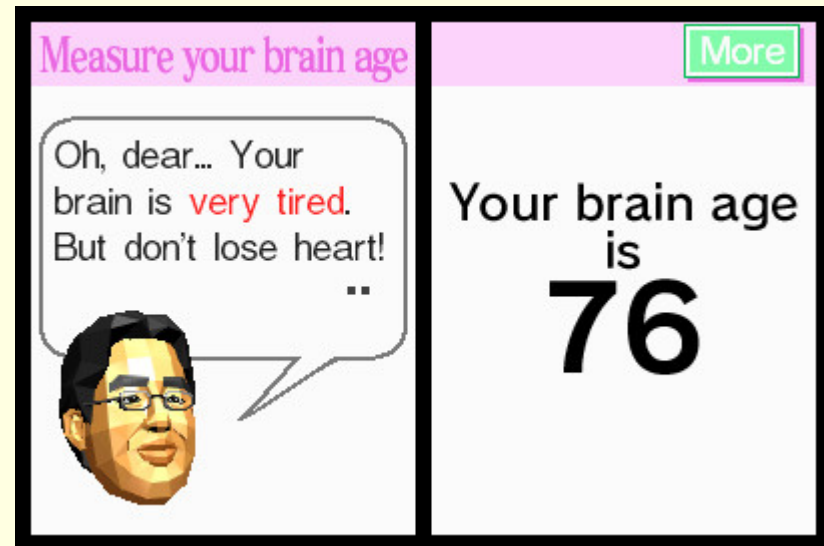 Measure your brain age
Oh, dear... Your
brain is very tired.
But don't lose heart!
More
Your brain age
is
76